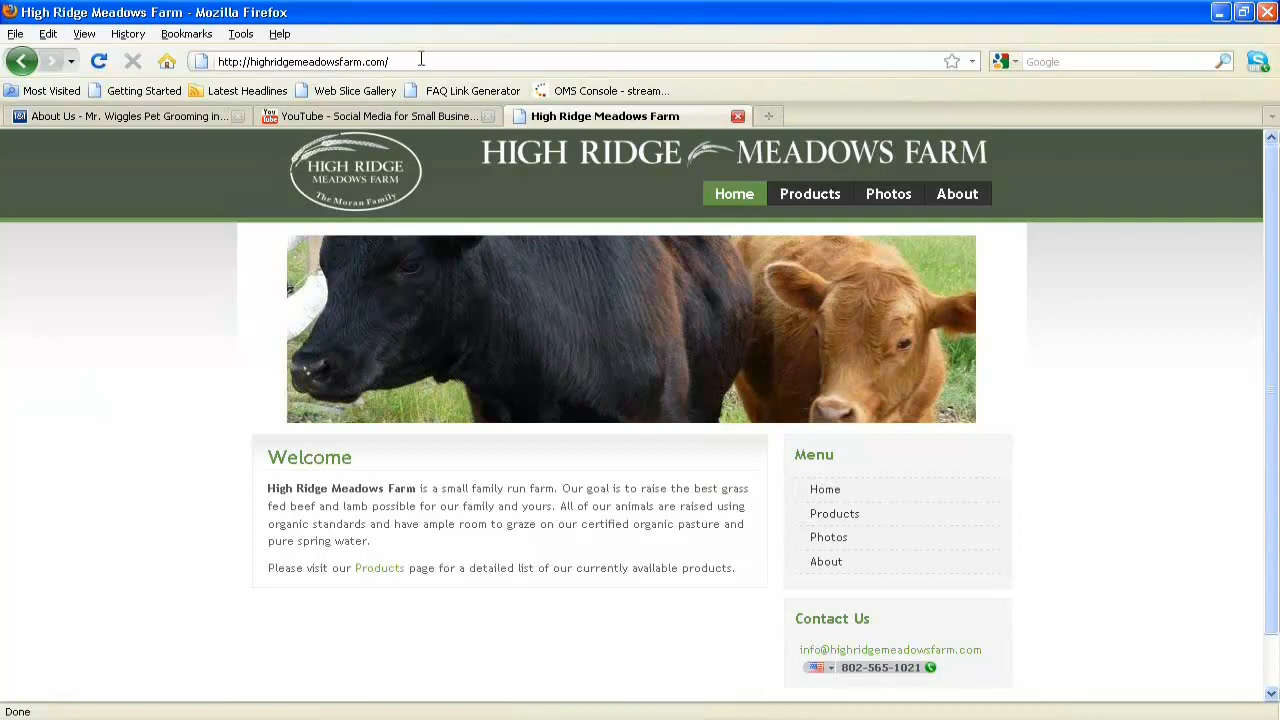 High Ridge Meadows Farm - Mozilla Firefox
File Edit View History Bookmarks Tools Help
http://highridgemeadowsfarm.com/ Google
Most Visited Getting Started Latest Headlines Web Slice Gallery FAQ Link Generator OMS Console - stream...
About Us - Mr. Wiggles Pet Grooming in... YouTube - Social Media for Small Busine... High Ridge Meadows Farm
HIGH RIDGE
MEADOWS FARM
The Moran Family
HIGH RIDGE MEADOWS FARM
Home Products Photos About
Welcome
High Ridge Meadows Farm is a small family run farm. Our goal is to raise the best grass
fed beef and lamb possible for our family and yours. All of our animals are raised using
organic standards and have ample room to graze on our certified organic pasture and
pure spring water.
Please visit our Products page for a detailed list of our currently available products.
Menu
Home
Products
Photos
About
Contact Us
info@highridgemeadowsfarm.com
802-565-1021
Done